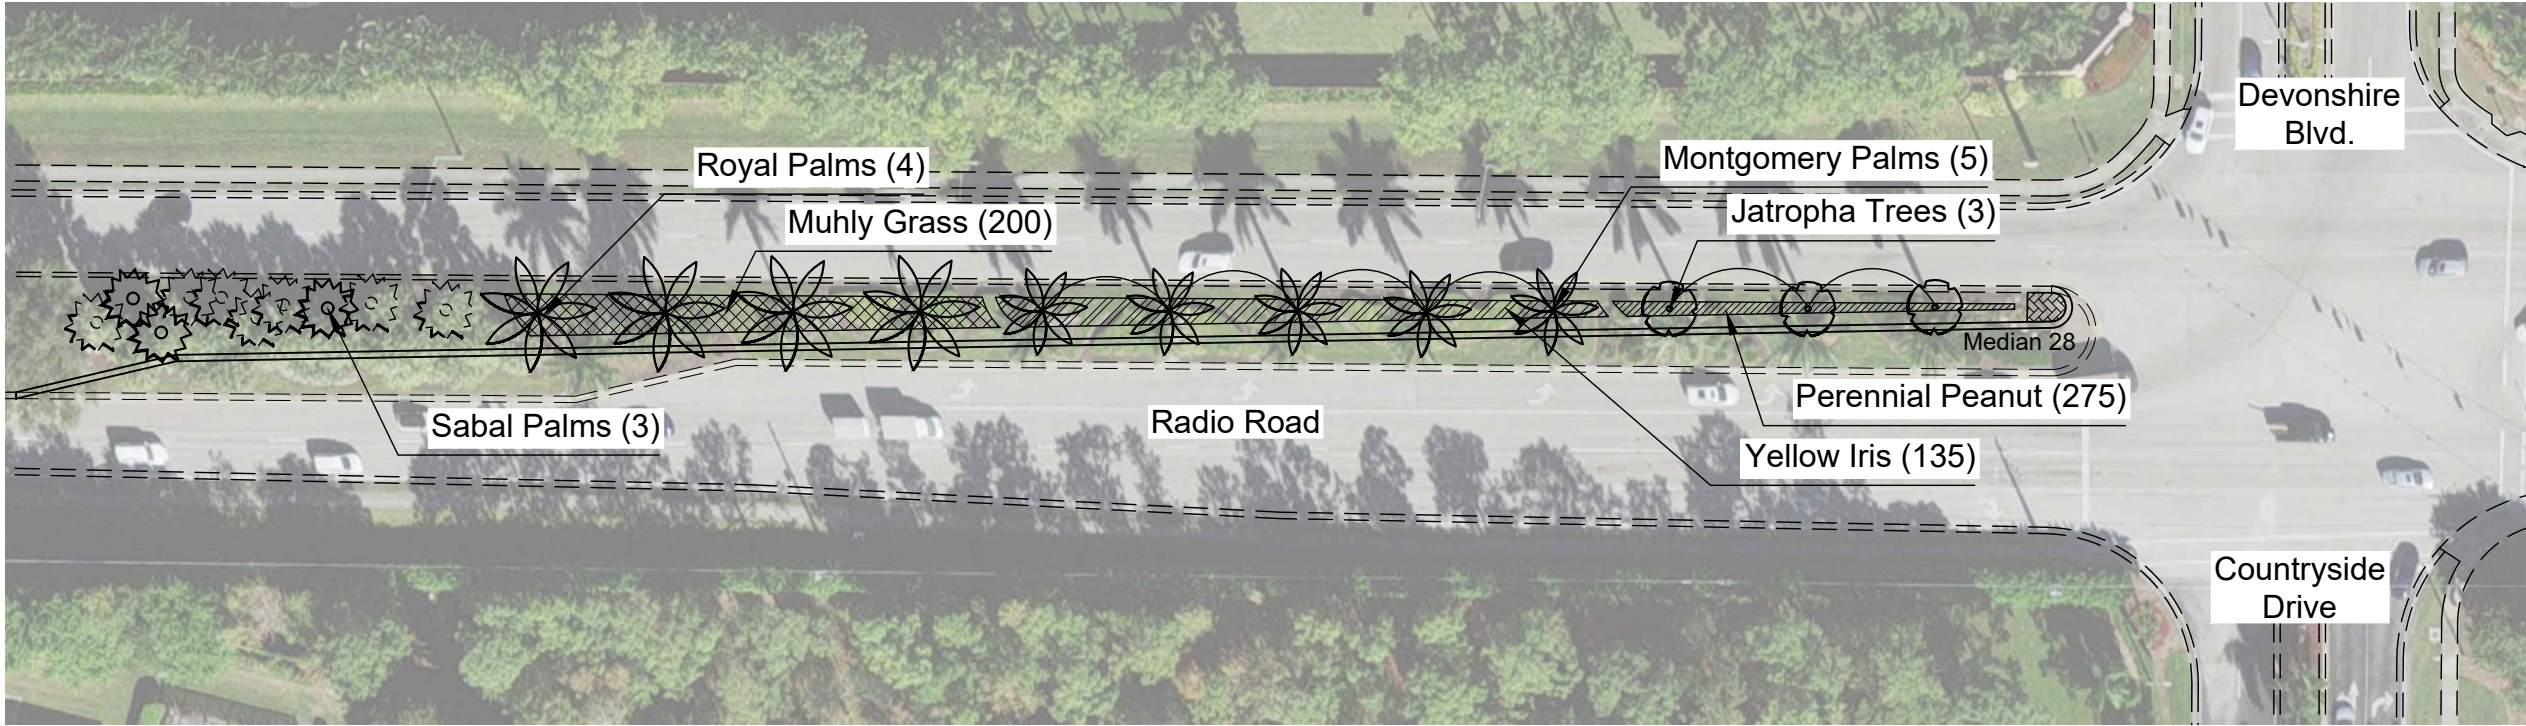 Devonshire
Blvd.
Royal Palms (4)
Montgomery Palms (5)
Muhly Grass (200)
Jatropha Trees (3)
Median 28
Perennial Peanut (275)
Sabal Palms (3)
Radio Road
Yellow Iris (135)
Countryside
Drive